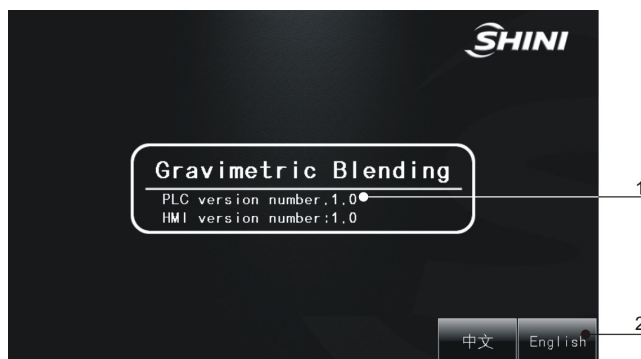 SHINI
Gravimetric Blending
PLC version number.1.0
HMI version number:1.0
1
2
中文 English